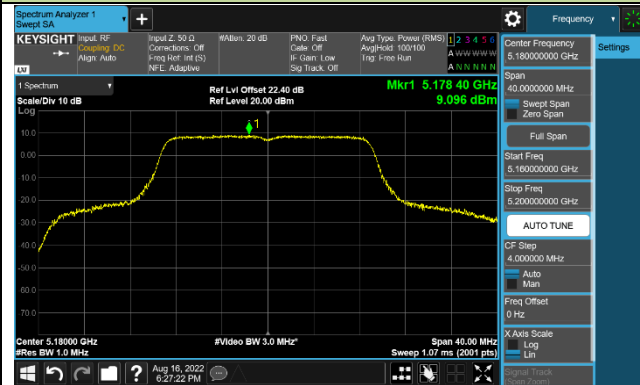 Spectrum Analyzer 1
Swept SA
+
Frequency
KEYSIGHT
Input: RF
Coupling: DC
Align: Auto
Input Z: 50 Ω
Corrections: Off
Freq Ref: Int (S)
NFE: Adaptive
#Atten: 20 dB
PNO: Fast
Gate: Off
IF Gain: Low
Sig Track: Off
Avg Type: Power (RMS)
Avg|Hold: 100/100
Trig: Free Run
1 2 3 4 5 6
A W W W W W
A N N N N N
LXI
1 Spectrum
Scale/Div 10 dB
Log
Ref Lvl Offset 22.40 dB
Ref Level 20.00 dBm
Mkr1 5.178 40 GHz
9.096 dBm
1
10.0
0.00
-10.0
-20.0
-30.0
-40.0
-50.0
-60.0
-70.0
Center 5.18000 GHz
#Res BW 1.0 MHz
#Video BW 3.0 MHz*
Span 40.00 MHz
Sweep 1.07 ms (2001 pts)
Center Frequency
5.180000000 GHz
Settings
Span
40.0000000 MHz
Swept Span
Zero Span
Full Span
Start Freq
5.160000000 GHz
Stop Freq
5.200000000 GHz
AUTO TUNE
CF Step
4.000000 MHz
Auto
Man
Freq Offset
0 Hz
X Axis Scale
Log
Lin
Signal Track
(Span Zoom)
?
Aug 16, 2022
6:27:22 PM